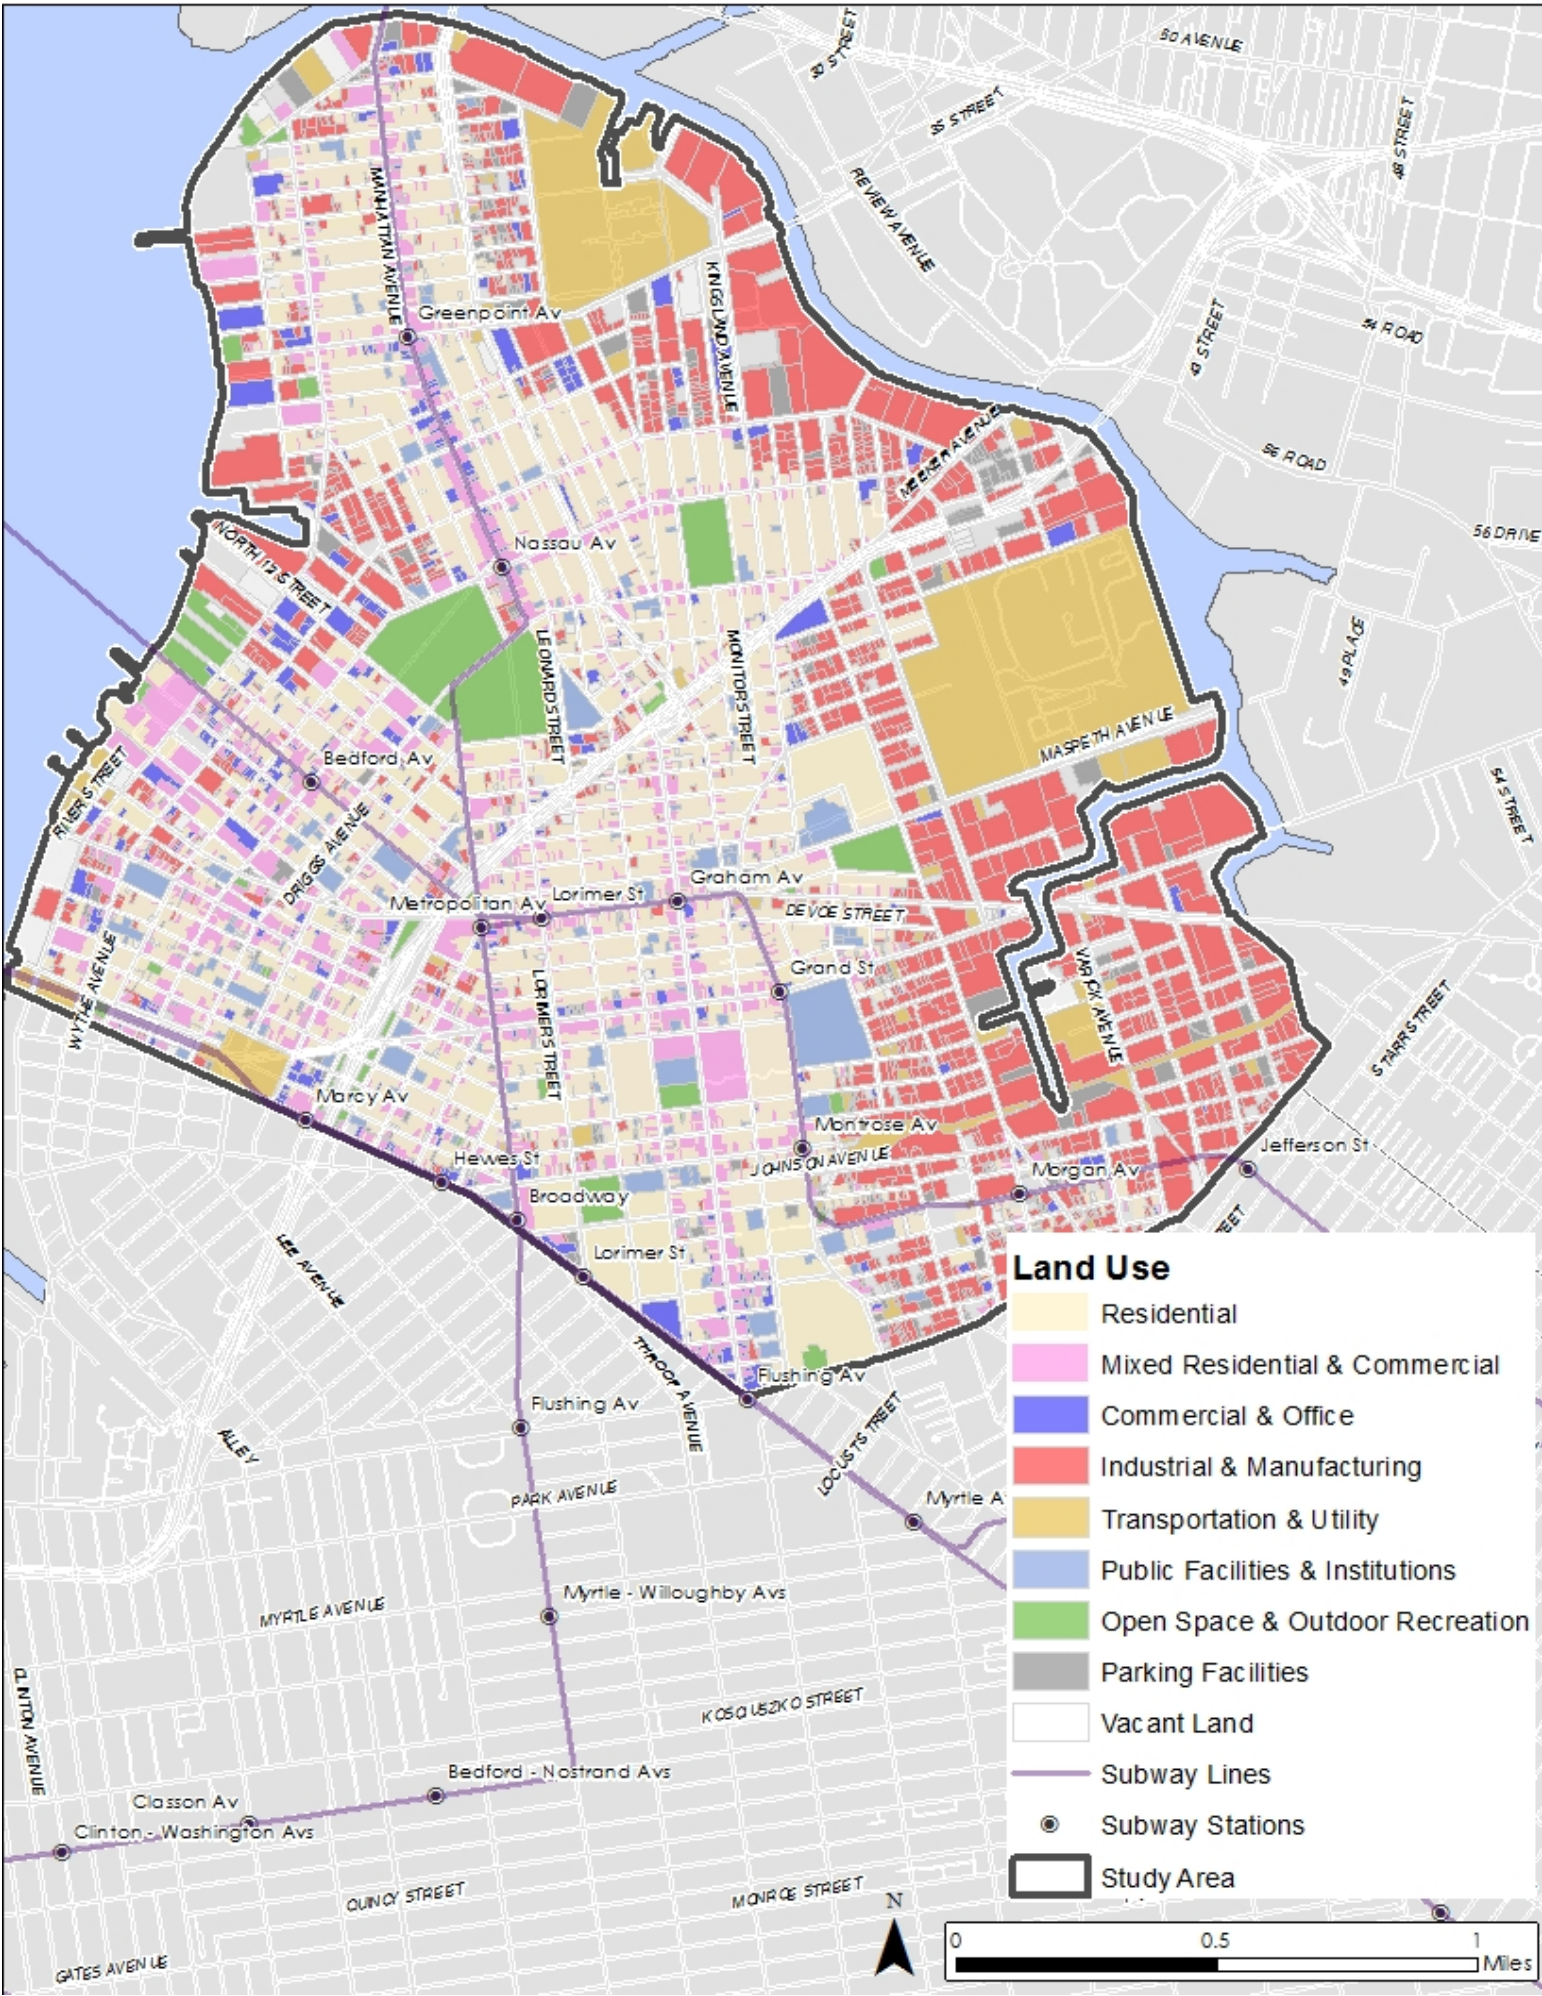 50 AVENUE
30 STREET
35 STREET
48 STREET
REVIEW AVENUE
MANHATTAN AVENUE
KINGSLAND AVENUE
Greenpoint Av
43 STREET
54 ROAD
MEEKER AVENUE
56 ROAD
56 DRIVE
NORTH 12 STREET
Nassau Av
LEONARD STREET
MONITOR STREET
49 PLACE
MASPETH AVENUE
Bedford Av
RIVER STREET
54 STREET
DRIGGS AVENUE
Graham Av
Lorimer St
Metropolitan Av
DEVOE STREET
WYTHE AVENUE
Grand St
LORIMER STREET
VARICK AVENUE
STARR STREET
Marcy Av
Montrose Av
JOHNSON AVENUE
Jefferson St
Hewes St
Morgan Av
Broadway
EET
LEE AVENUE
Lorimer St
THROOP AVENUE
Flushing Av
Flushing Av
LOCUST STREET
ALLEY
PARK AVENUE
Myrtle A
Myrtle - Willoughby Avs
MYRTLE AVENUE
CLINTON AVENUE
KOSCIUSZKO STREET
Bedford - Nostrand Avs
Classon Av
Clinton - Washington Avs
QUINCY STREET
MONROE STREET
GATES AVENUE
Land Use
Residential
Mixed Residential & Commercial
Commercial & Office
Industrial & Manufacturing
Transportation & Utility
Public Facilities & Institutions
Open Space & Outdoor Recreation
Parking Facilities
Vacant Land
Subway Lines
Subway Stations
Study Area
N
0 0.5 1
Miles